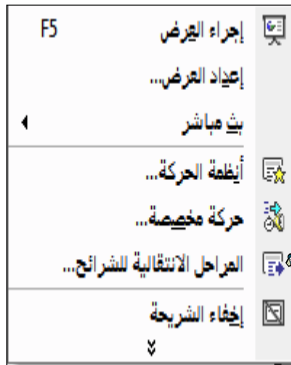 إجراء العرض F5
إعداد العرض...
بث مباشر
أنظمة الحركة...
حركة مخصصة...
المراحل الانتقالية للشرائح...
إخفاء الشريحة